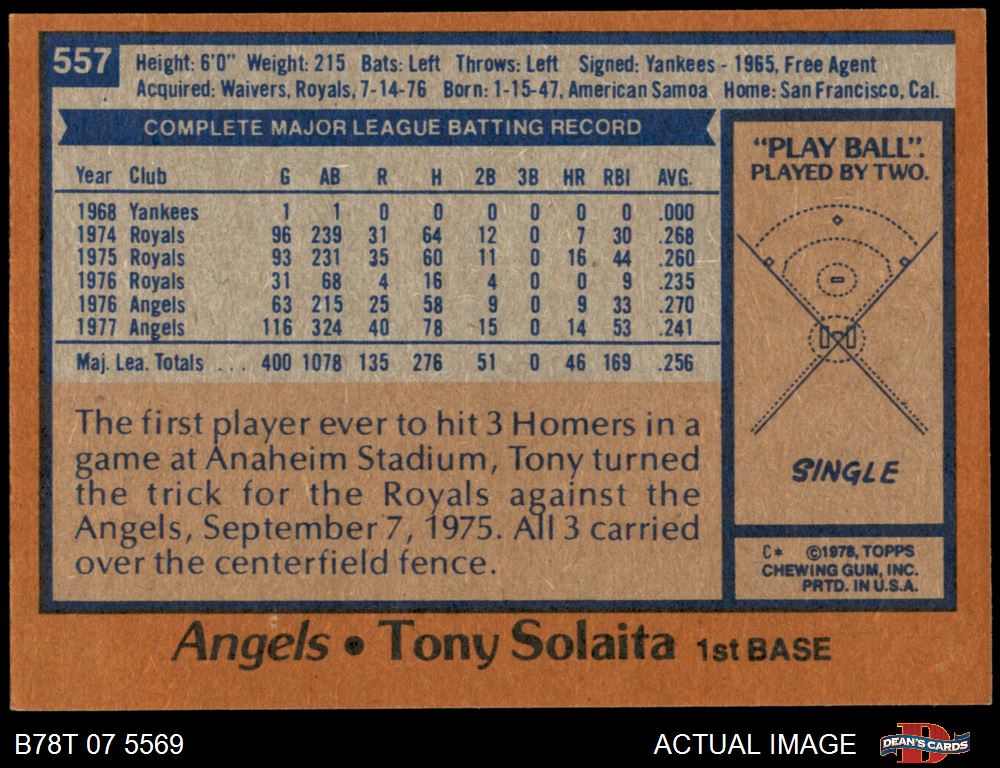 557
Height: 6'0" Weight: 215 Bats: Left Throws: Left Signed: Yankees - 1965, Free Agent
Acquired: Waivers, Royals, 7-14-76 Born: 1-15-47, American Samoa Home: San Francisco, Cal.
COMPLETE MAJOR LEAGUE BATTING RECORD
Year Club G AB R H 2B 3B HR RBI AVG.
1968 Yankees 1 1 0 0 0 0 0 0 .000
1974 Royals 96 239 31 64 12 0 7 30 .268
1975 Royals 93 231 35 60 11 0 16 44 .260
1976 Royals 31 68 4 16 4 0 0 9 .235
1976 Angels 63 215 25 58 9 0 9 33 .270
1977 Angels 116 324 40 78 15 0 14 53 .241
Maj. Lea. Totals . . . 400 1078 135 276 51 0 46 169 .256
The first player ever to hit 3 Homers in a
game at Anaheim Stadium, Tony turned
the trick for the Royals against the
Angels, September 7, 1975. All 3 carried
over the centerfield fence.
"PLAY BALL".
PLAYED BY TWO.
SINGLE
C* ©1978, TOPPS
CHEWING GUM, INC.
PRTD. IN U.S.A.
Angels • Tony Solaita 1st BASE
B78T 07 5569
ACTUAL IMAGE
DEAN'S CARDS